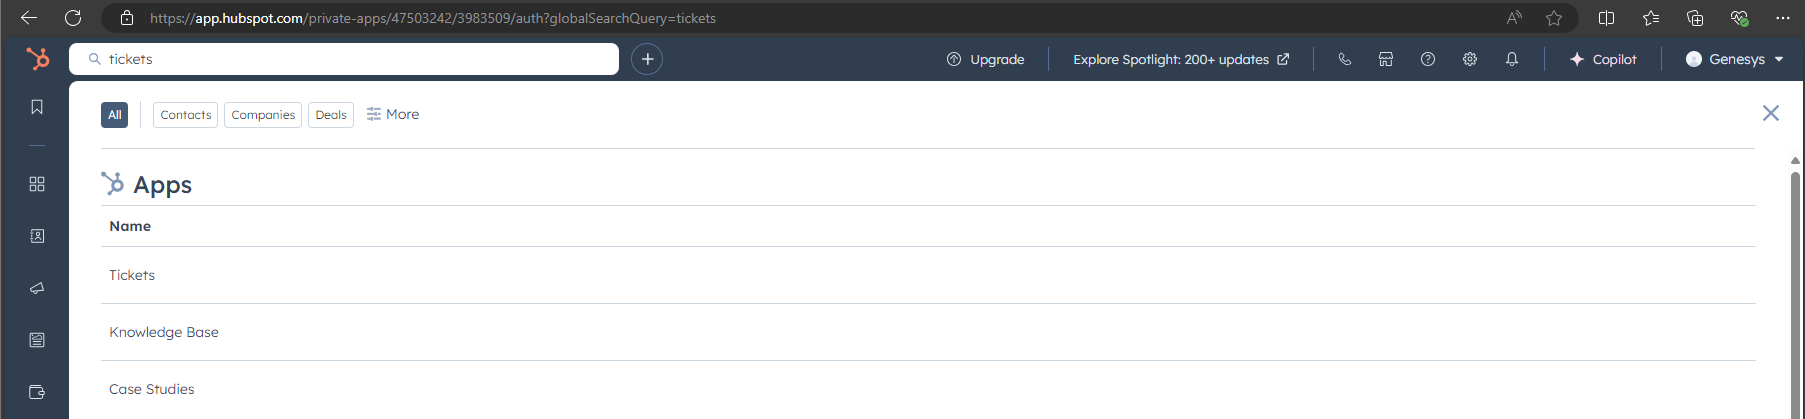 https://app.hubspot.com/private-apps/47503242/3983509/auth?globalSearchQuery=tickets
tickets
Upgrade
Explore Spotlight: 200+ updates
Copilot
Genesys
All
Contacts
Companies
Deals
More
Apps
Name
Tickets
Knowledge Base
Case Studies